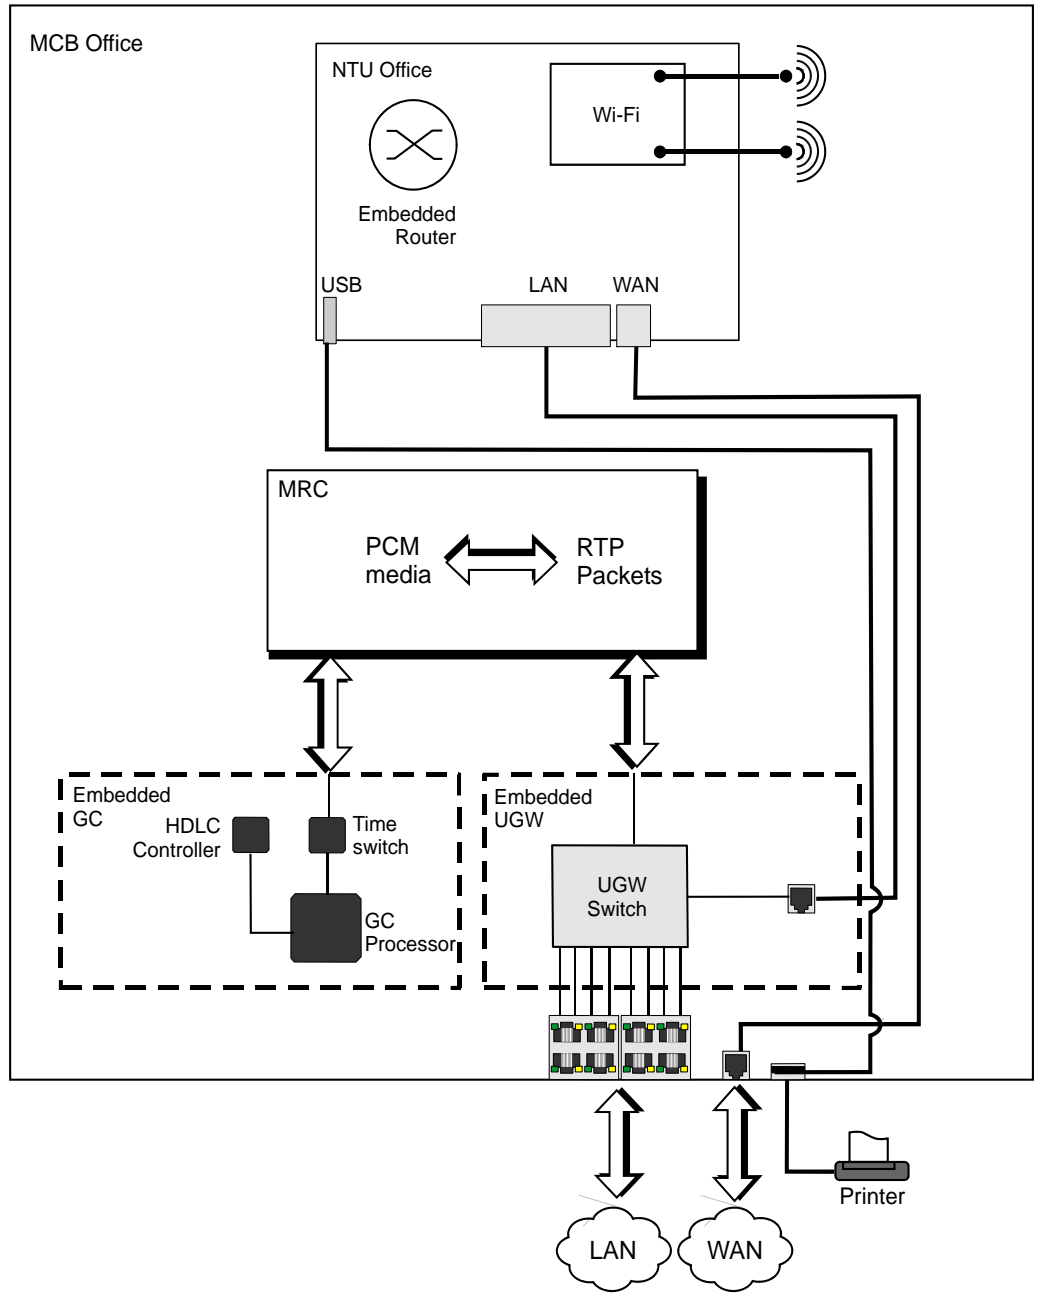 MCB Office
NTU Office
Wi-Fi
Embedded
Router
USB
LAN
WAN
MRC
PCM
media
RTP
Packets
Embedded
GC
HDLC
Controller
Time
switch
GC
Processor
Embedded
UGW
UGW
Switch
Printer
LAN
WAN